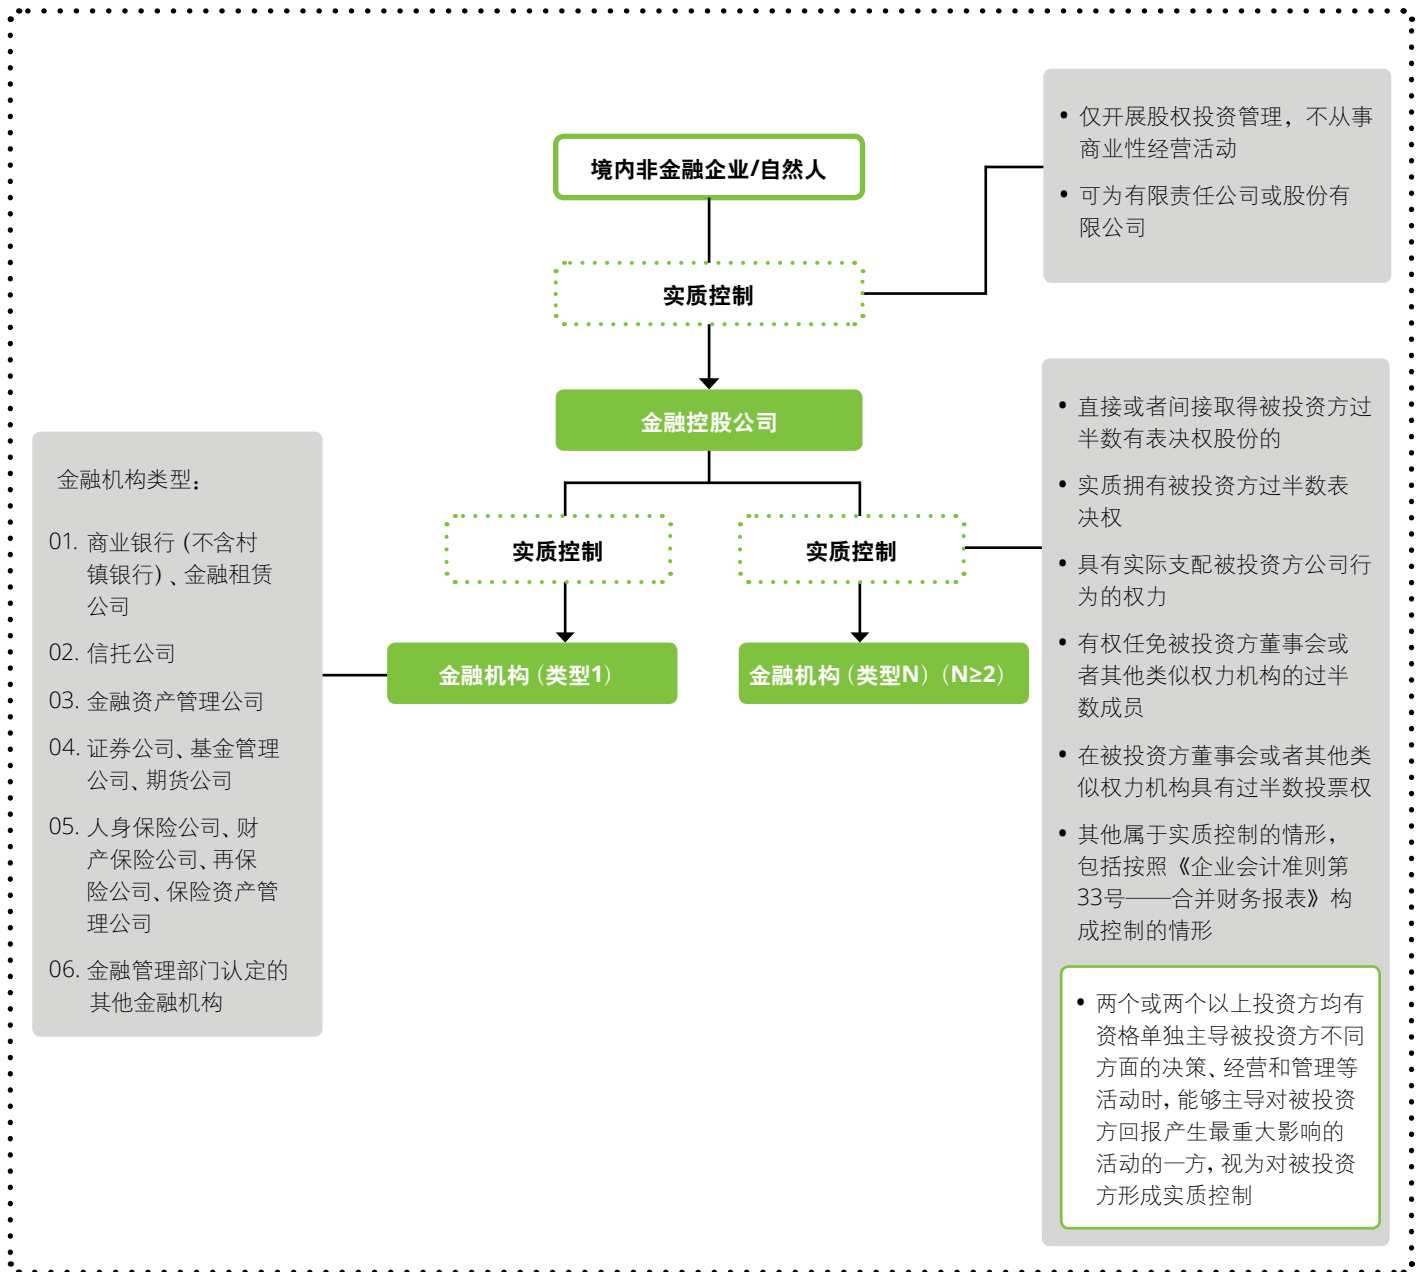 境内非金融企业/自然人
实质控制
• 仅开展股权投资管理，不从事
商业性经营活动
• 可为有限责任公司或股份有
限公司
金融控股公司
实质控制
实质控制
金融机构（类型1）
金融机构（类型N）（N≥2）
金融机构类型：
01. 商业银行（不含村
镇银行）、金融租赁
公司
02. 信托公司
03. 金融资产管理公司
04. 证券公司、基金管理
公司、期货公司
05. 人身保险公司、财
产保险公司、再保
险公司、保险资产管
理公司
06. 金融管理部门认定的
其他金融机构
• 直接或者间接取得被投资方过
半数有表决权股份的
• 实质拥有被投资方过半数表
决权
• 具有实际支配被投资方公司行
为的权力
• 有权任免被投资方董事会或
者其他类似权力机构的过半
数成员
• 在被投资方董事会或者其他类
似权力机构具有过半数投票权
• 其他属于实质控制的情形，
包括按照《企业会计准则第
33号——合并财务报表》构
成控制的情形
• 两个或两个以上投资方均有
资格单独主导被投资方不同
方面的决策、经营和管理等
活动时，能够主导对被投资
方回报产生最重大影响的
活动的一方，视为对被投资
方形成实质控制